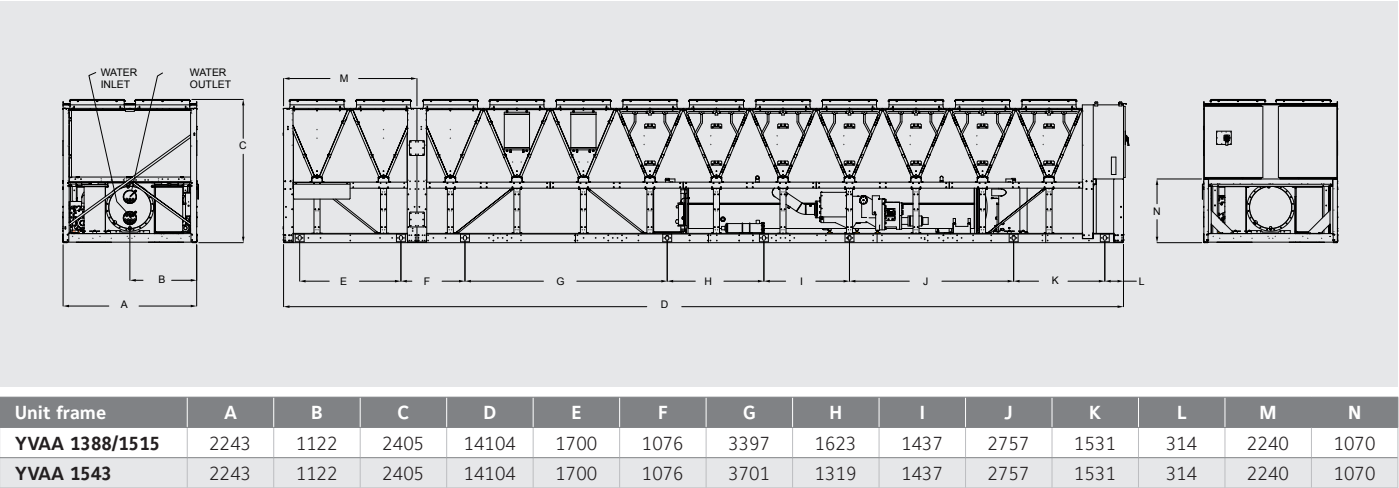 WATER
INLET
WATER
OUTLET
M
C
N
B
A
E
F
G
H
I
J
K
L
D
Unit frame A B C D E F G H I J K L M N
YVAA 1388/1515 2243 1122 2405 14104 1700 1076 3397 1623 1437 2757 1531 314 2240 1070
YVAA 1543 2243 1122 2405 14104 1700 1076 3701 1319 1437 2757 1531 314 2240 1070